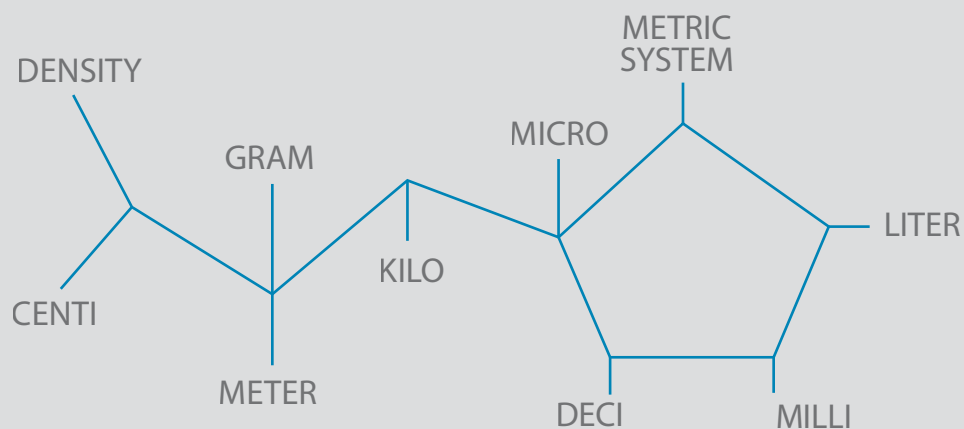 METRIC
SYSTEM
DENSITY
MICRO
GRAM
LITER
KILO
CENTI
METER
DECI
MILLI